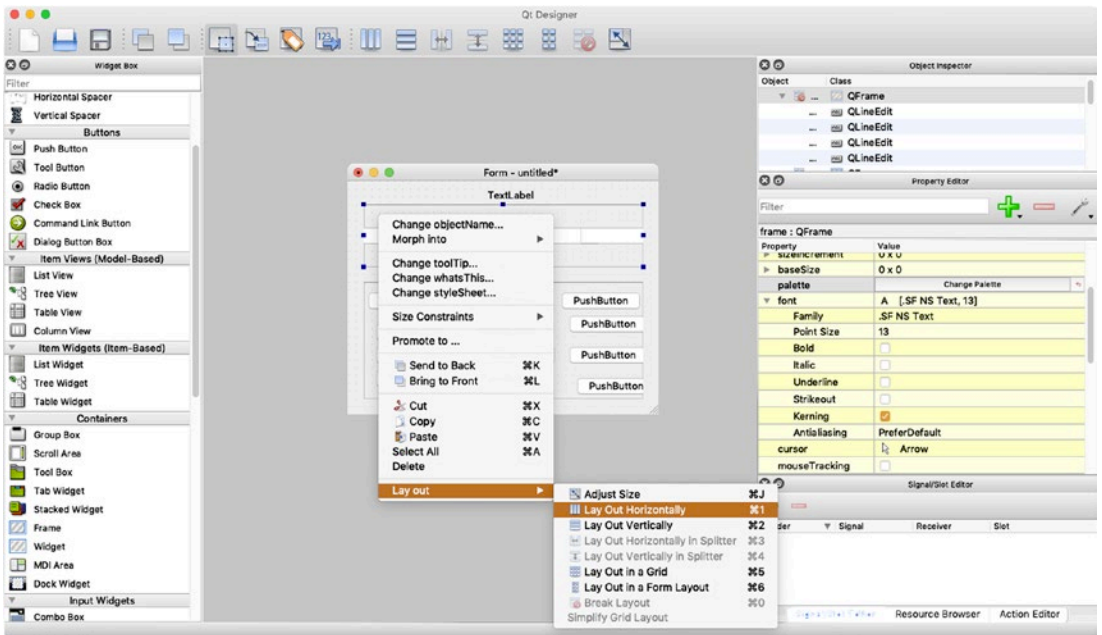 Qt Designer
123
Widget Box
Filter
Horizontal Spacer
Vertical Spacer
Buttons
Push Button
Tool Button
Radio Button
Check Box
Command Link Button
Dialog Button Box
Item Views (Model-Based)
List View
Tree View
Table View
Column View
Item Widgets (Item-Based)
List Widget
Tree Widget
Table Widget
Containers
Group Box
Scroll Area
Tool Box
Tab Widget
Stacked Widget
Frame
Widget
MDI Area
Dock Widget
Input Widgets
Combo Box
Form - untitled*
TextLabel
PushButton
PushButton
PushButton
PushButton
Change objectName...
Morph into
Change toolTip...
Change whatsThis...
Change styleSheet...
Size Constraints
Promote to ...
Send to Back ⌘K
Bring to Front ⌘L
Cut ⌘X
Copy ⌘C
Paste ⌘V
Select All ⌘A
Delete
Lay out
Adjust Size ⌘J
Lay Out Horizontally ⌘1
Lay Out Vertically ⌘2
Lay Out Horizontally in Splitter ⌘3
Lay Out Vertically in Splitter ⌘4
Lay Out in a Grid ⌘5
Lay Out in a Form Layout ⌘6
Break Layout ⌘0
Simplify Grid Layout
Object Inspector
Object Class
... QFrame
... QLineEdit
... QLineEdit
... QLineEdit
... QLineEdit
Property Editor
Filter
frame : QFrame
Property Value
sizeIncrement 0 x 0
baseSize 0 x 0
palette Change Palette
font A [.SF NS Text, 13]
Family .SF NS Text
Point Size 13
Bold
Italic
Underline
Strikeout
Kerning
Antialiasing PreferDefault
cursor Arrow
mouseTracking
Signal/Slot Editor
der Signal Receiver Slot
Resource Browser Action Editor